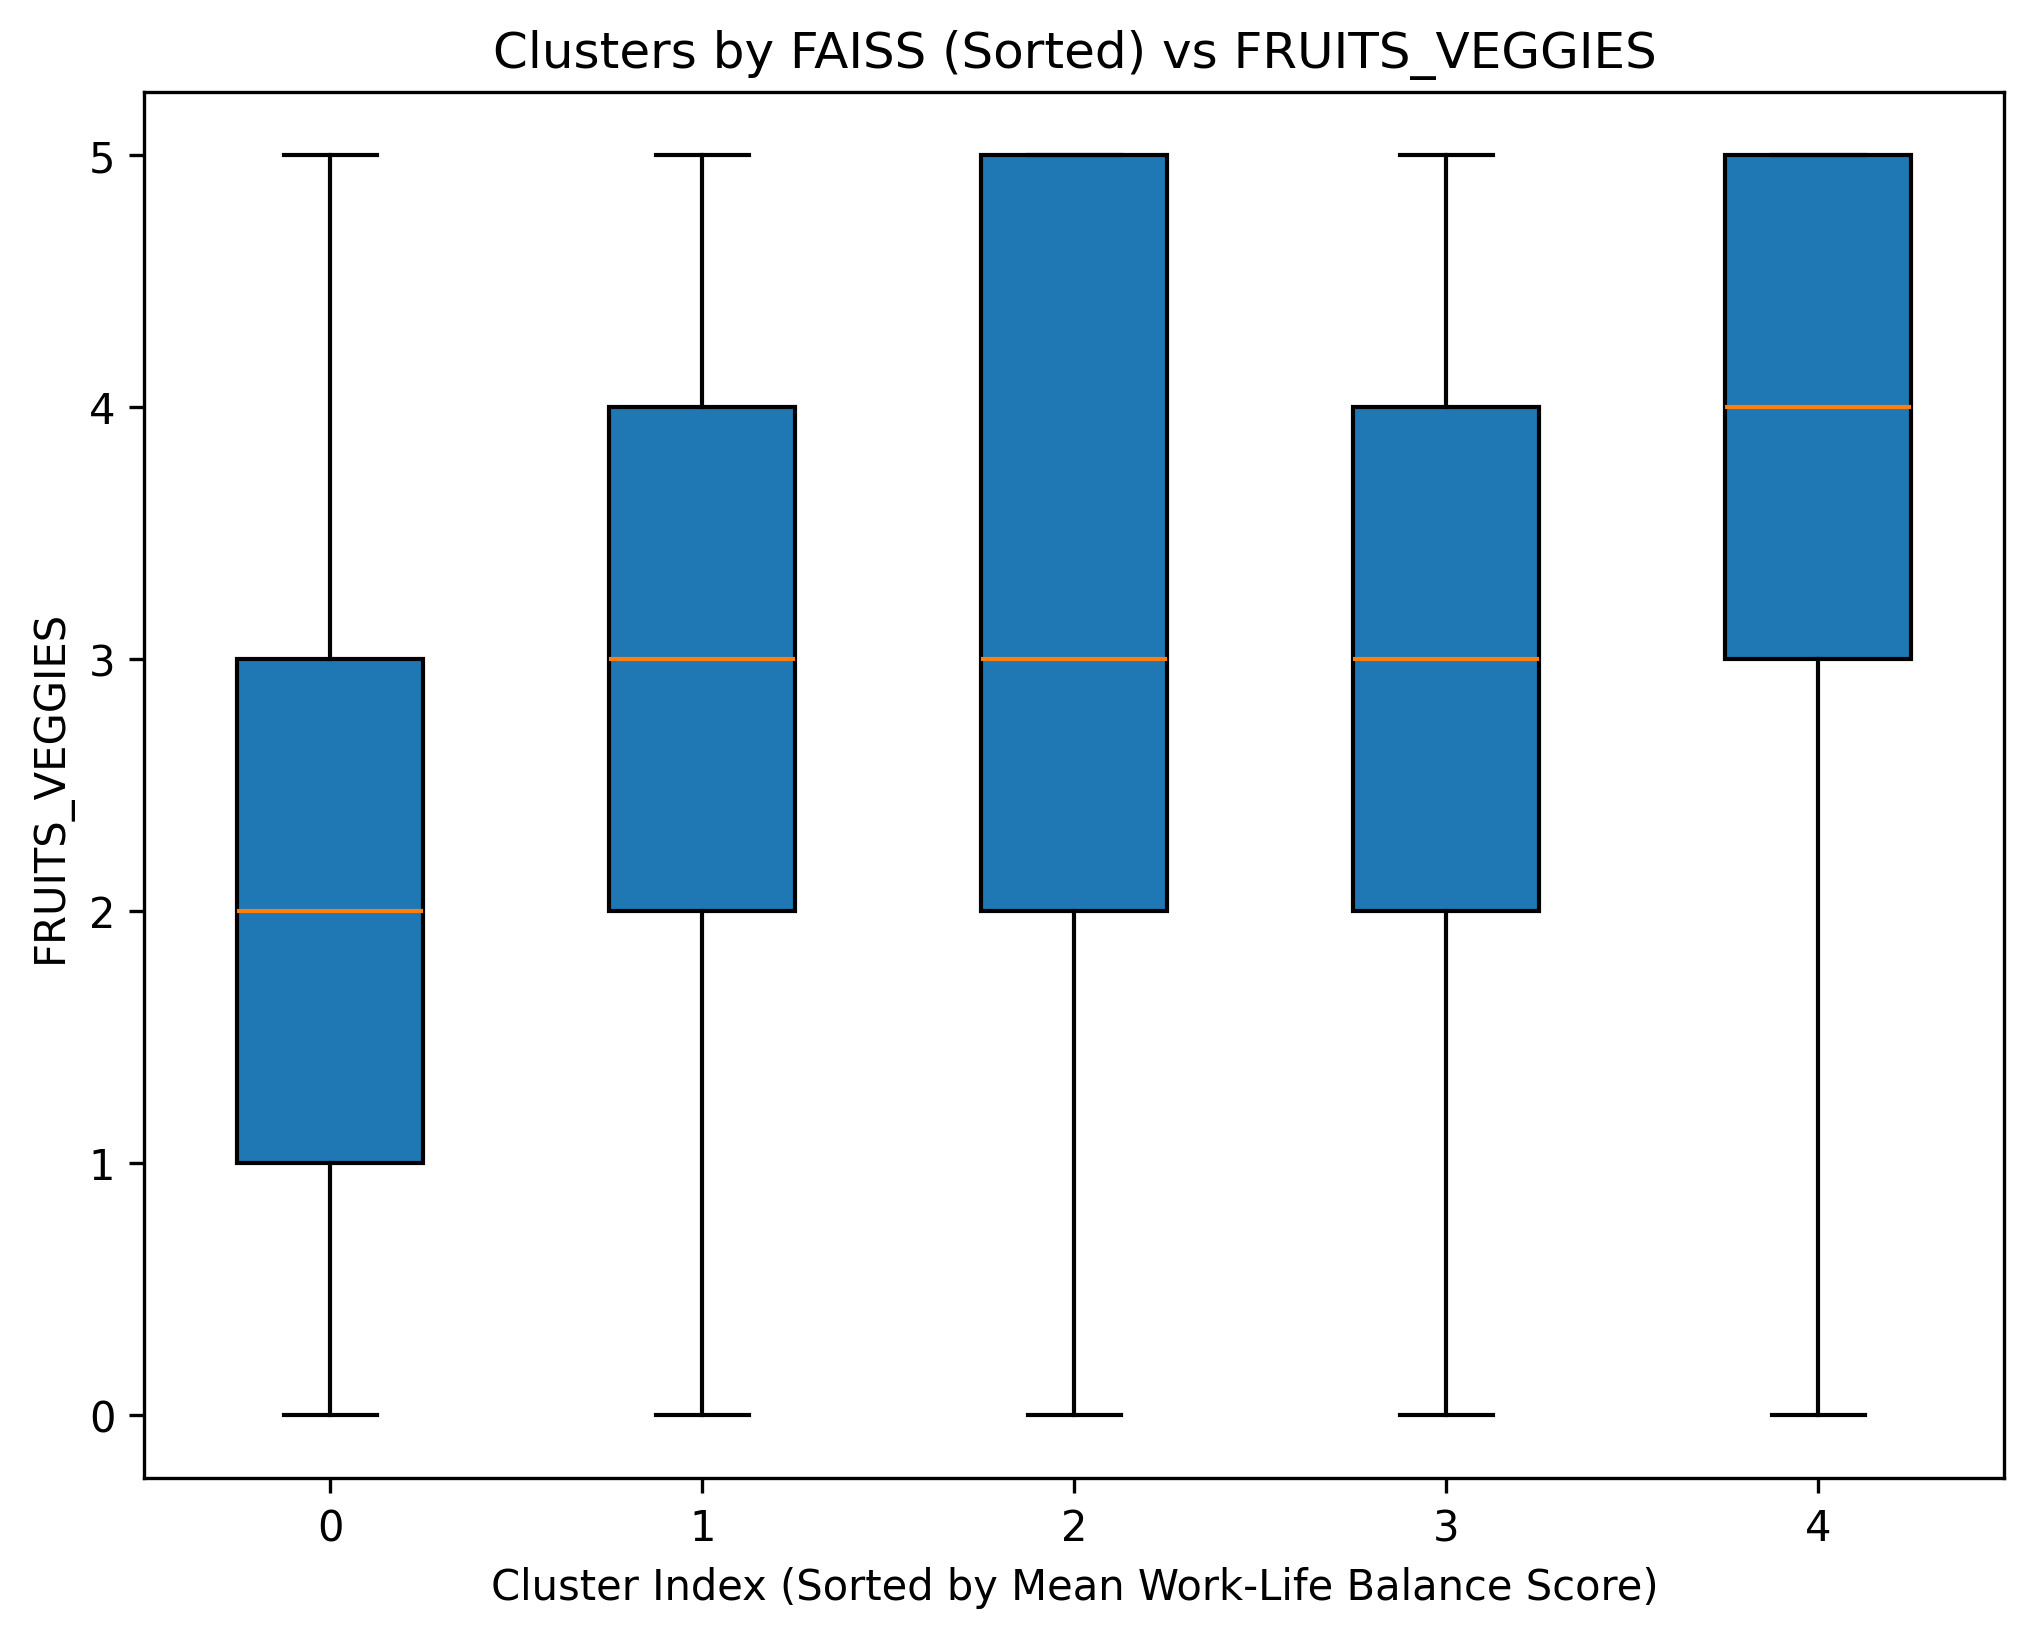 Clusters by FAISS (Sorted) vs FRUITS_VEGGIES
FRUITS_VEGGIES
5
4
3
2
1
0
0 1 2 3 4
Cluster Index (Sorted by Mean Work-Life Balance Score)